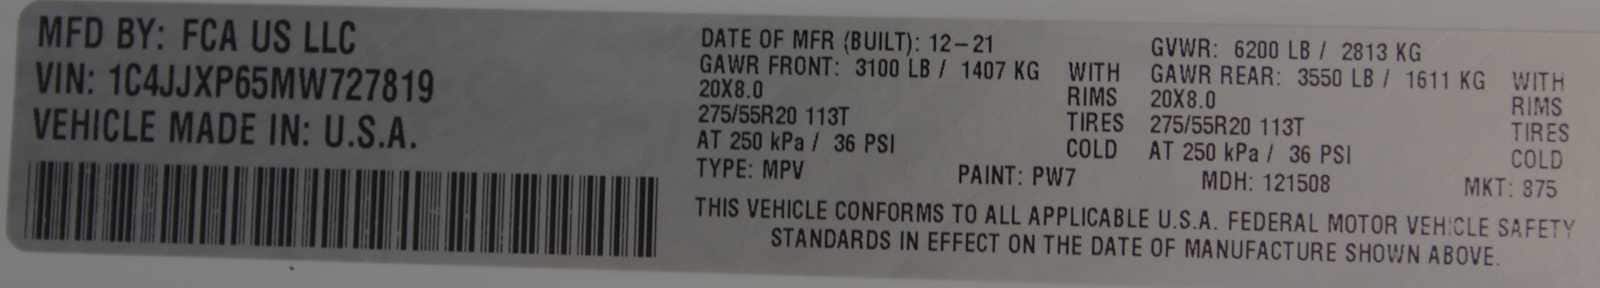 MFD BY: FCA US LLC
VIN: 1C4JJXP65MW727819
VEHICLE MADE IN: U.S.A.
DATE OF MFR (BUILT): 12-21 GVWR: 6200 LB / 2813 KG
GAWR FRONT: 3100 LB / 1407 KG WITH GAWR REAR: 3550 LB / 1611 KG WITH
20X8.0 RIMS 20X8.0 RIMS
275/55R20 113T TIRES 275/55R20 113T TIRES
AT 250 kPa / 36 PSI COLD AT 250 kPa / 36 PSI COLD
TYPE: MPV PAINT: PW7 MDH: 121508 MKT: 875
THIS VEHICLE CONFORMS TO ALL APPLICABLE U.S.A. FEDERAL MOTOR VEHICLE SAFETY
STANDARDS IN EFFECT ON THE DATE OF MANUFACTURE SHOWN ABOVE.